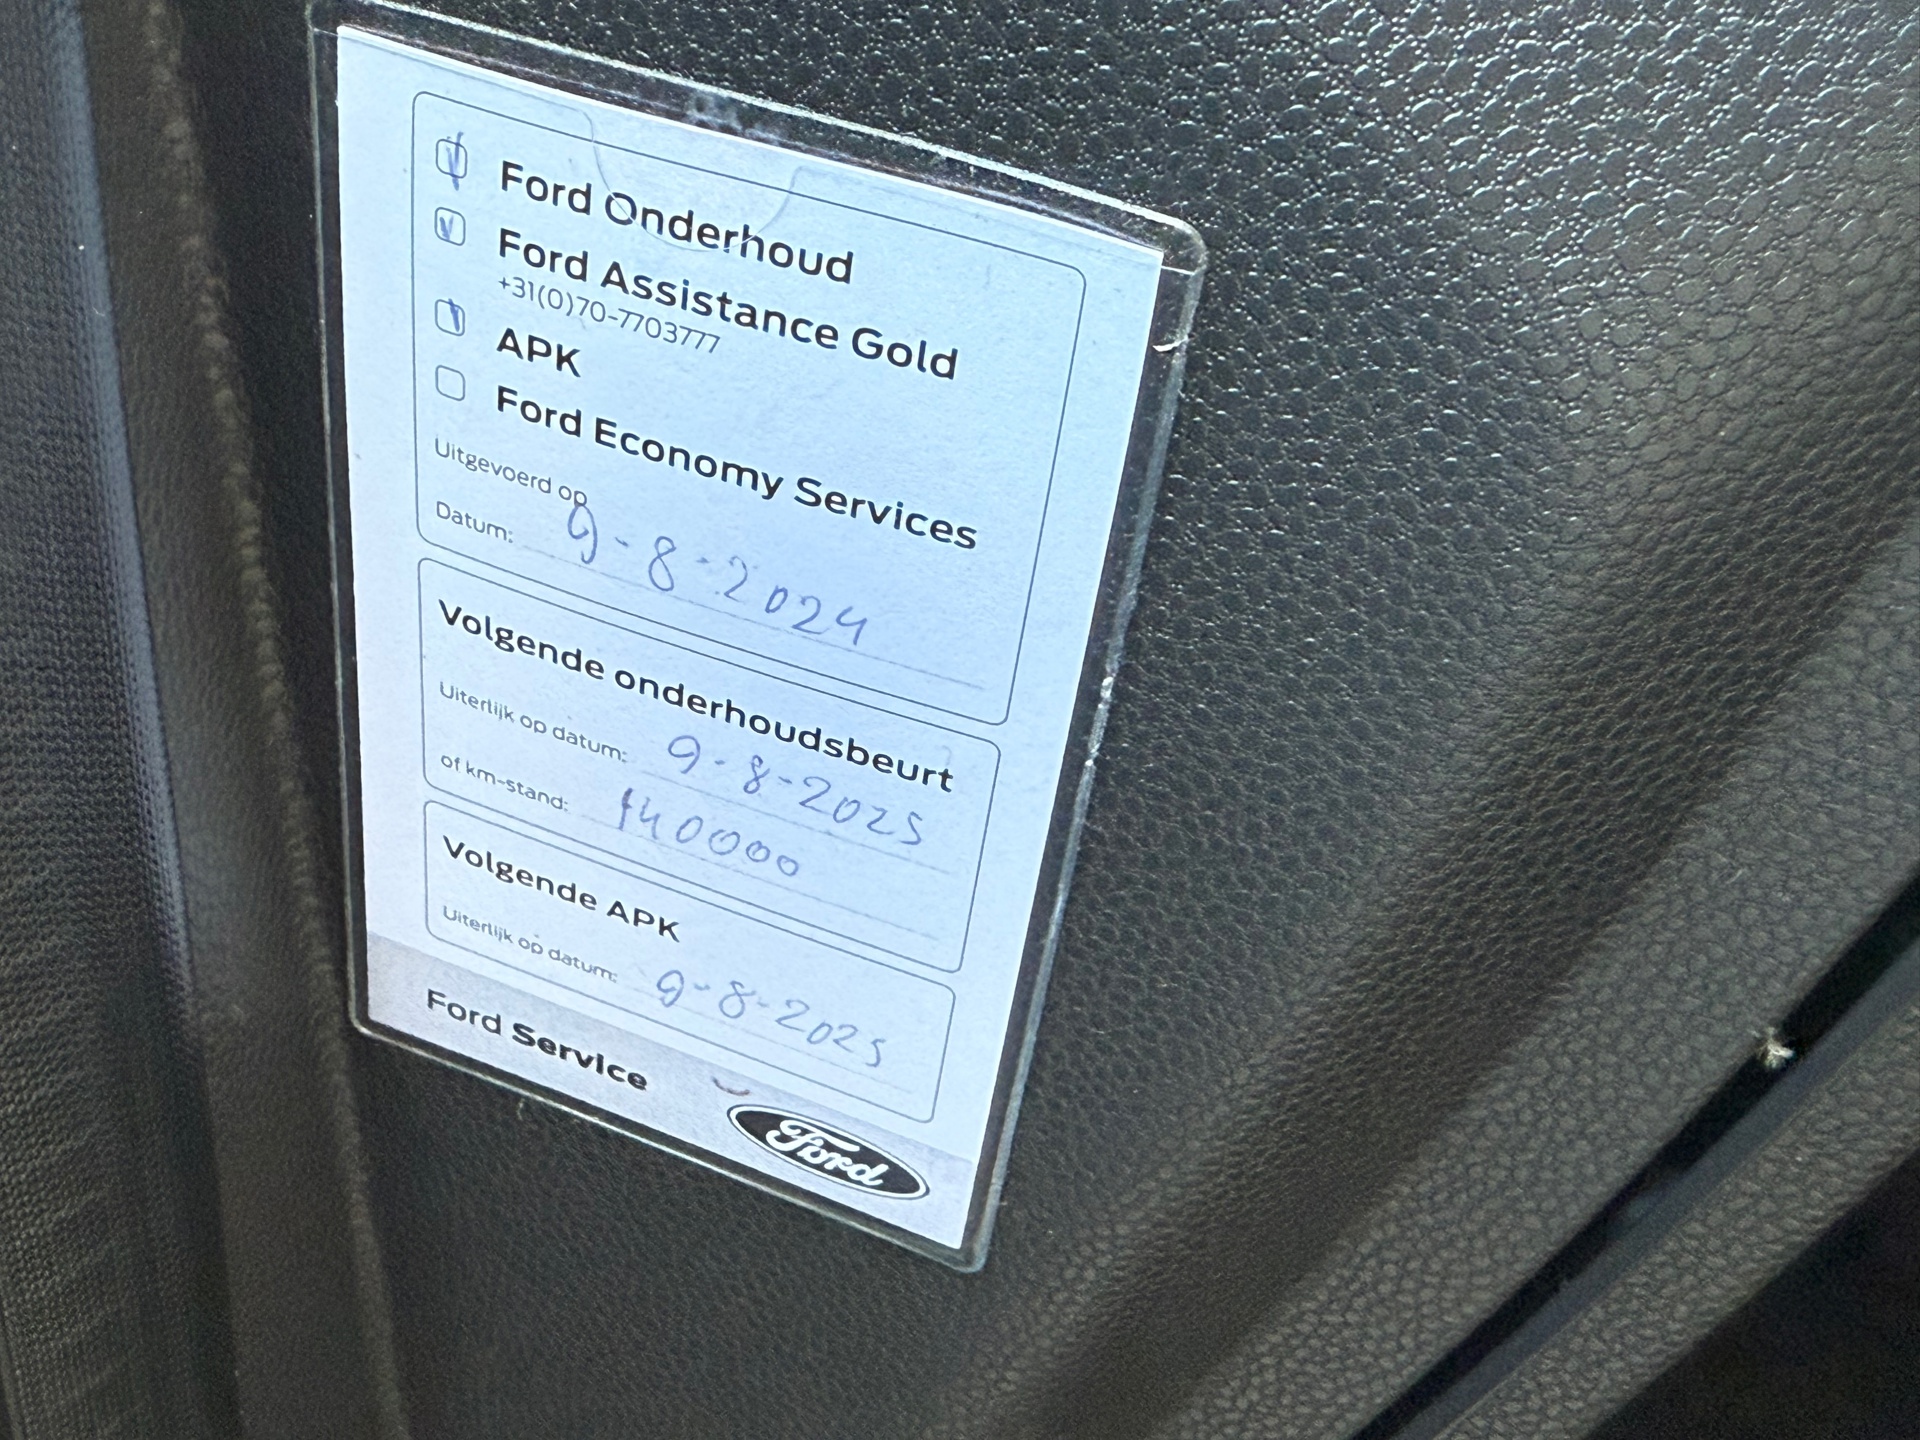 Ford Onderhoud
Ford Assistance Gold
+31(0)70-7703777
APK
Ford Economy Services
Uitgevoerd op
Datum: 9-8-2024
Volgende onderhoudsbeurt
Uiterlijk op datum: 9-8-2025
of km-stand: 140000
Volgende APK
Uiterlijk op datum: 9-8-2025
Ford Service
Ford